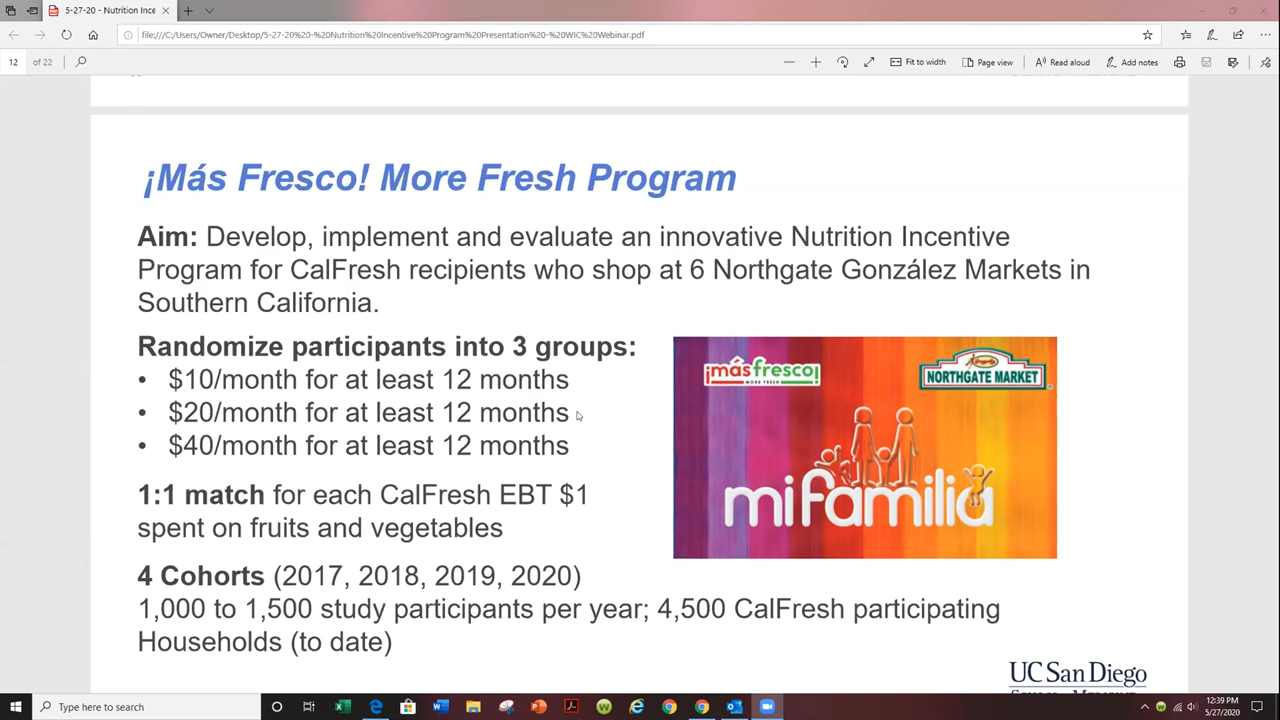 5-27-20 - Nutrition Ince
file:///C:/Users/Owner/Desktop/5-27-20%20-%20Nutrition%20Incentive%20Program%20Presentation%20-%20WIC%20Webinar.pdf
12 of 22
Fit to width
Page view
Read aloud
Add notes
¡Más Fresco! More Fresh Program
Aim: Develop, implement and evaluate an innovative Nutrition Incentive
Program for CalFresh recipients who shop at 6 Northgate González Markets in
Southern California.
Randomize participants into 3 groups:
• $10/month for at least 12 months
• $20/month for at least 12 months
• $40/month for at least 12 months
1:1 match for each CalFresh EBT $1
spent on fruits and vegetables
¡más fresco!
MORE FRESH
González
NORTHGATE MARKET
mifamilia
4 Cohorts (2017, 2018, 2019, 2020)
1,000 to 1,500 study participants per year; 4,500 CalFresh participating
Households (to date)
UC San Diego
Type here to search
12:39 PM
5/27/2020